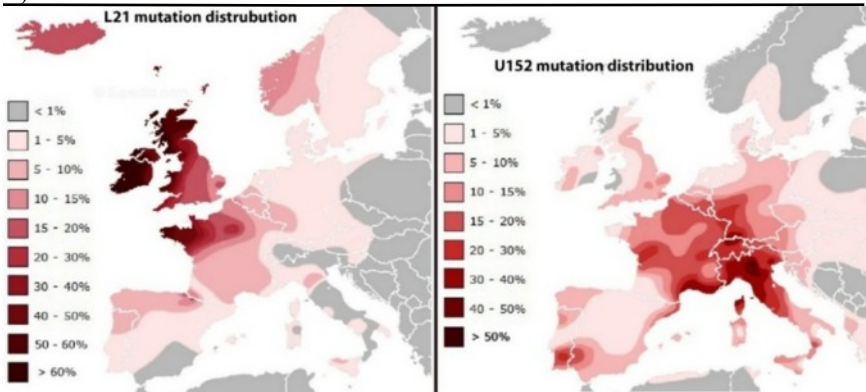 L21 mutation distrubution
< 1%
1 - 5%
5 - 10%
10 - 15%
15 - 20%
20 - 30%
30 - 40%
40 - 50%
50 - 60%
> 60%
U152 mutation distribution
< 1%
1 - 5%
5 - 10%
10 - 15%
15 - 20%
20 - 30%
30 - 40%
40 - 50%
> 50%